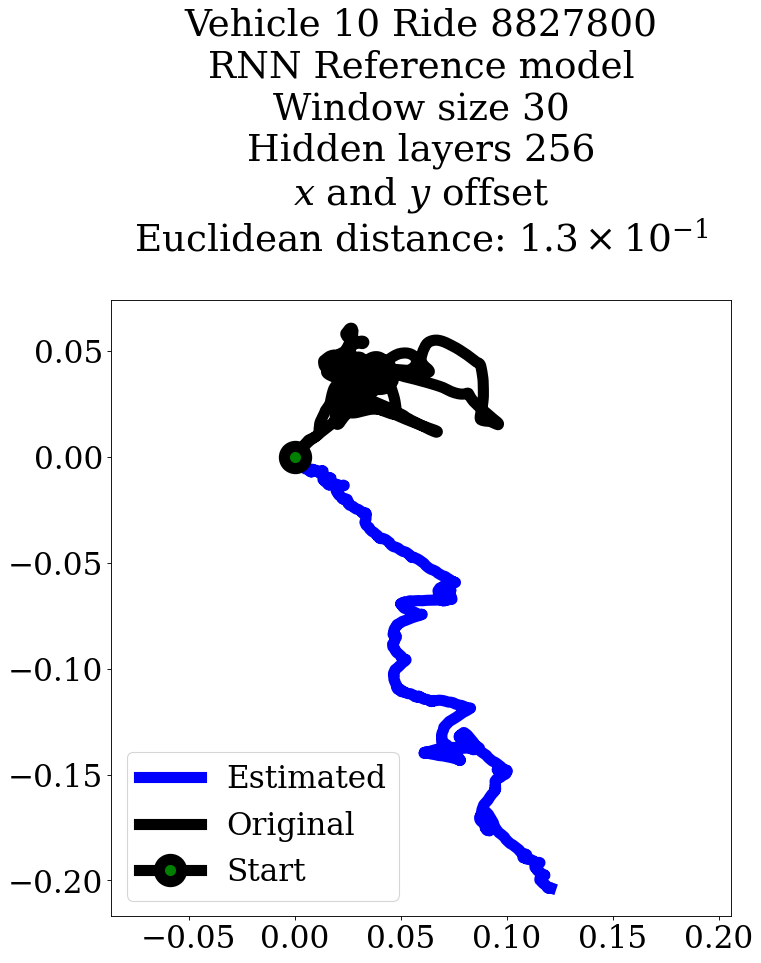 Vehicle 10 Ride 8827800
RNN Reference model
Window size 30
Hidden layers 256
x and y offset
Euclidean distance: 1.3 × 10⁻¹
0.05
0.00
−0.05
−0.10
−0.15
−0.20
Estimated
Original
Start
−0.05 0.00 0.05 0.10 0.15 0.20